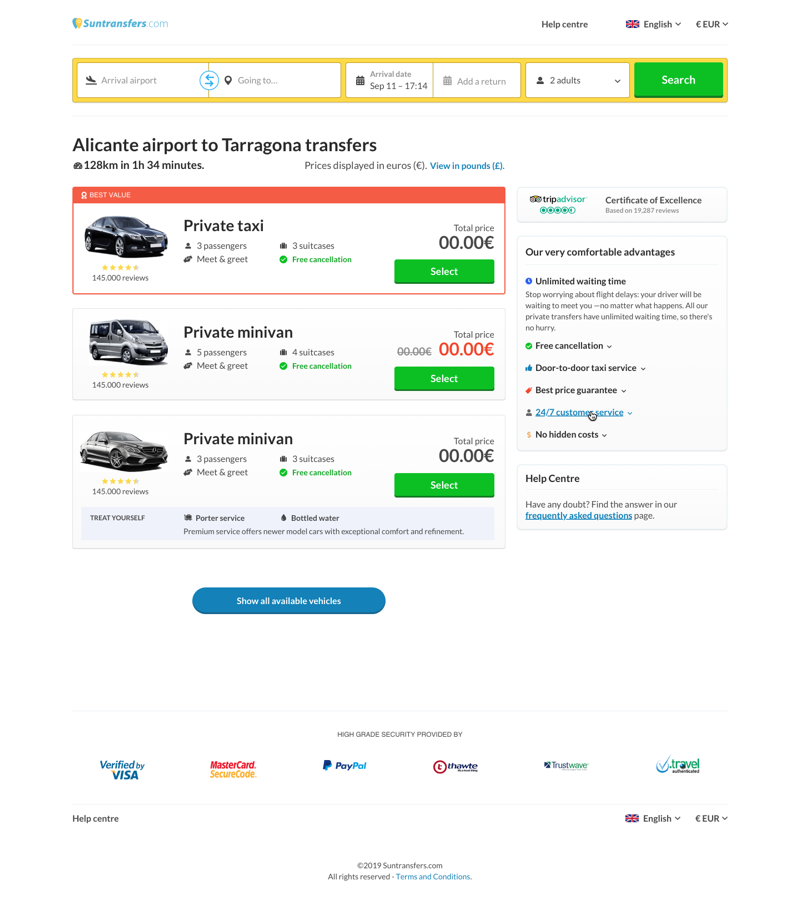 Suntransfers.com
Help centre
English
€ EUR
Arrival airport
Going to...
Arrival date
Sep 11 – 17:14
Add a return
2 adults
Search
Alicante airport to Tarragona transfers
128km in 1h 34 minutes.
Prices displayed in euros (€). View in pounds (£).
BEST VALUE
Private taxi
3 passengers
3 suitcases
Meet & greet
Free cancellation
145.000 reviews
Total price
00.00€
Select
Private minivan
5 passengers
4 suitcases
Meet & greet
Free cancellation
145.000 reviews
Total price
00.00€ 00.00€
Select
Private minivan
3 passengers
3 suitcases
Meet & greet
Free cancellation
145.000 reviews
Total price
00.00€
Select
TREAT YOURSELF
Porter service
Bottled water
Premium service offers newer model cars with exceptional comfort and refinement.
Show all available vehicles
tripadvisor
Certificate of Excellence
Based on 19,287 reviews
Our very comfortable advantages
Unlimited waiting time
Stop worrying about flight delays: your driver will be
waiting to meet you —no matter what happens. All our
private transfers have unlimited waiting time, so there's
no hurry.
Free cancellation
Door-to-door taxi service
Best price guarantee
24/7 customer service
$ No hidden costs
Help Centre
Have any doubt? Find the answer in our
frequently asked questions page.
HIGH GRADE SECURITY PROVIDED BY
Verified by
VISA
MasterCard.
SecureCode.
PayPal
thawte
Trustwave
.travel
authenticated
Help centre
English
€ EUR
©2019 Suntransfers.com
All rights reserved - Terms and Conditions.